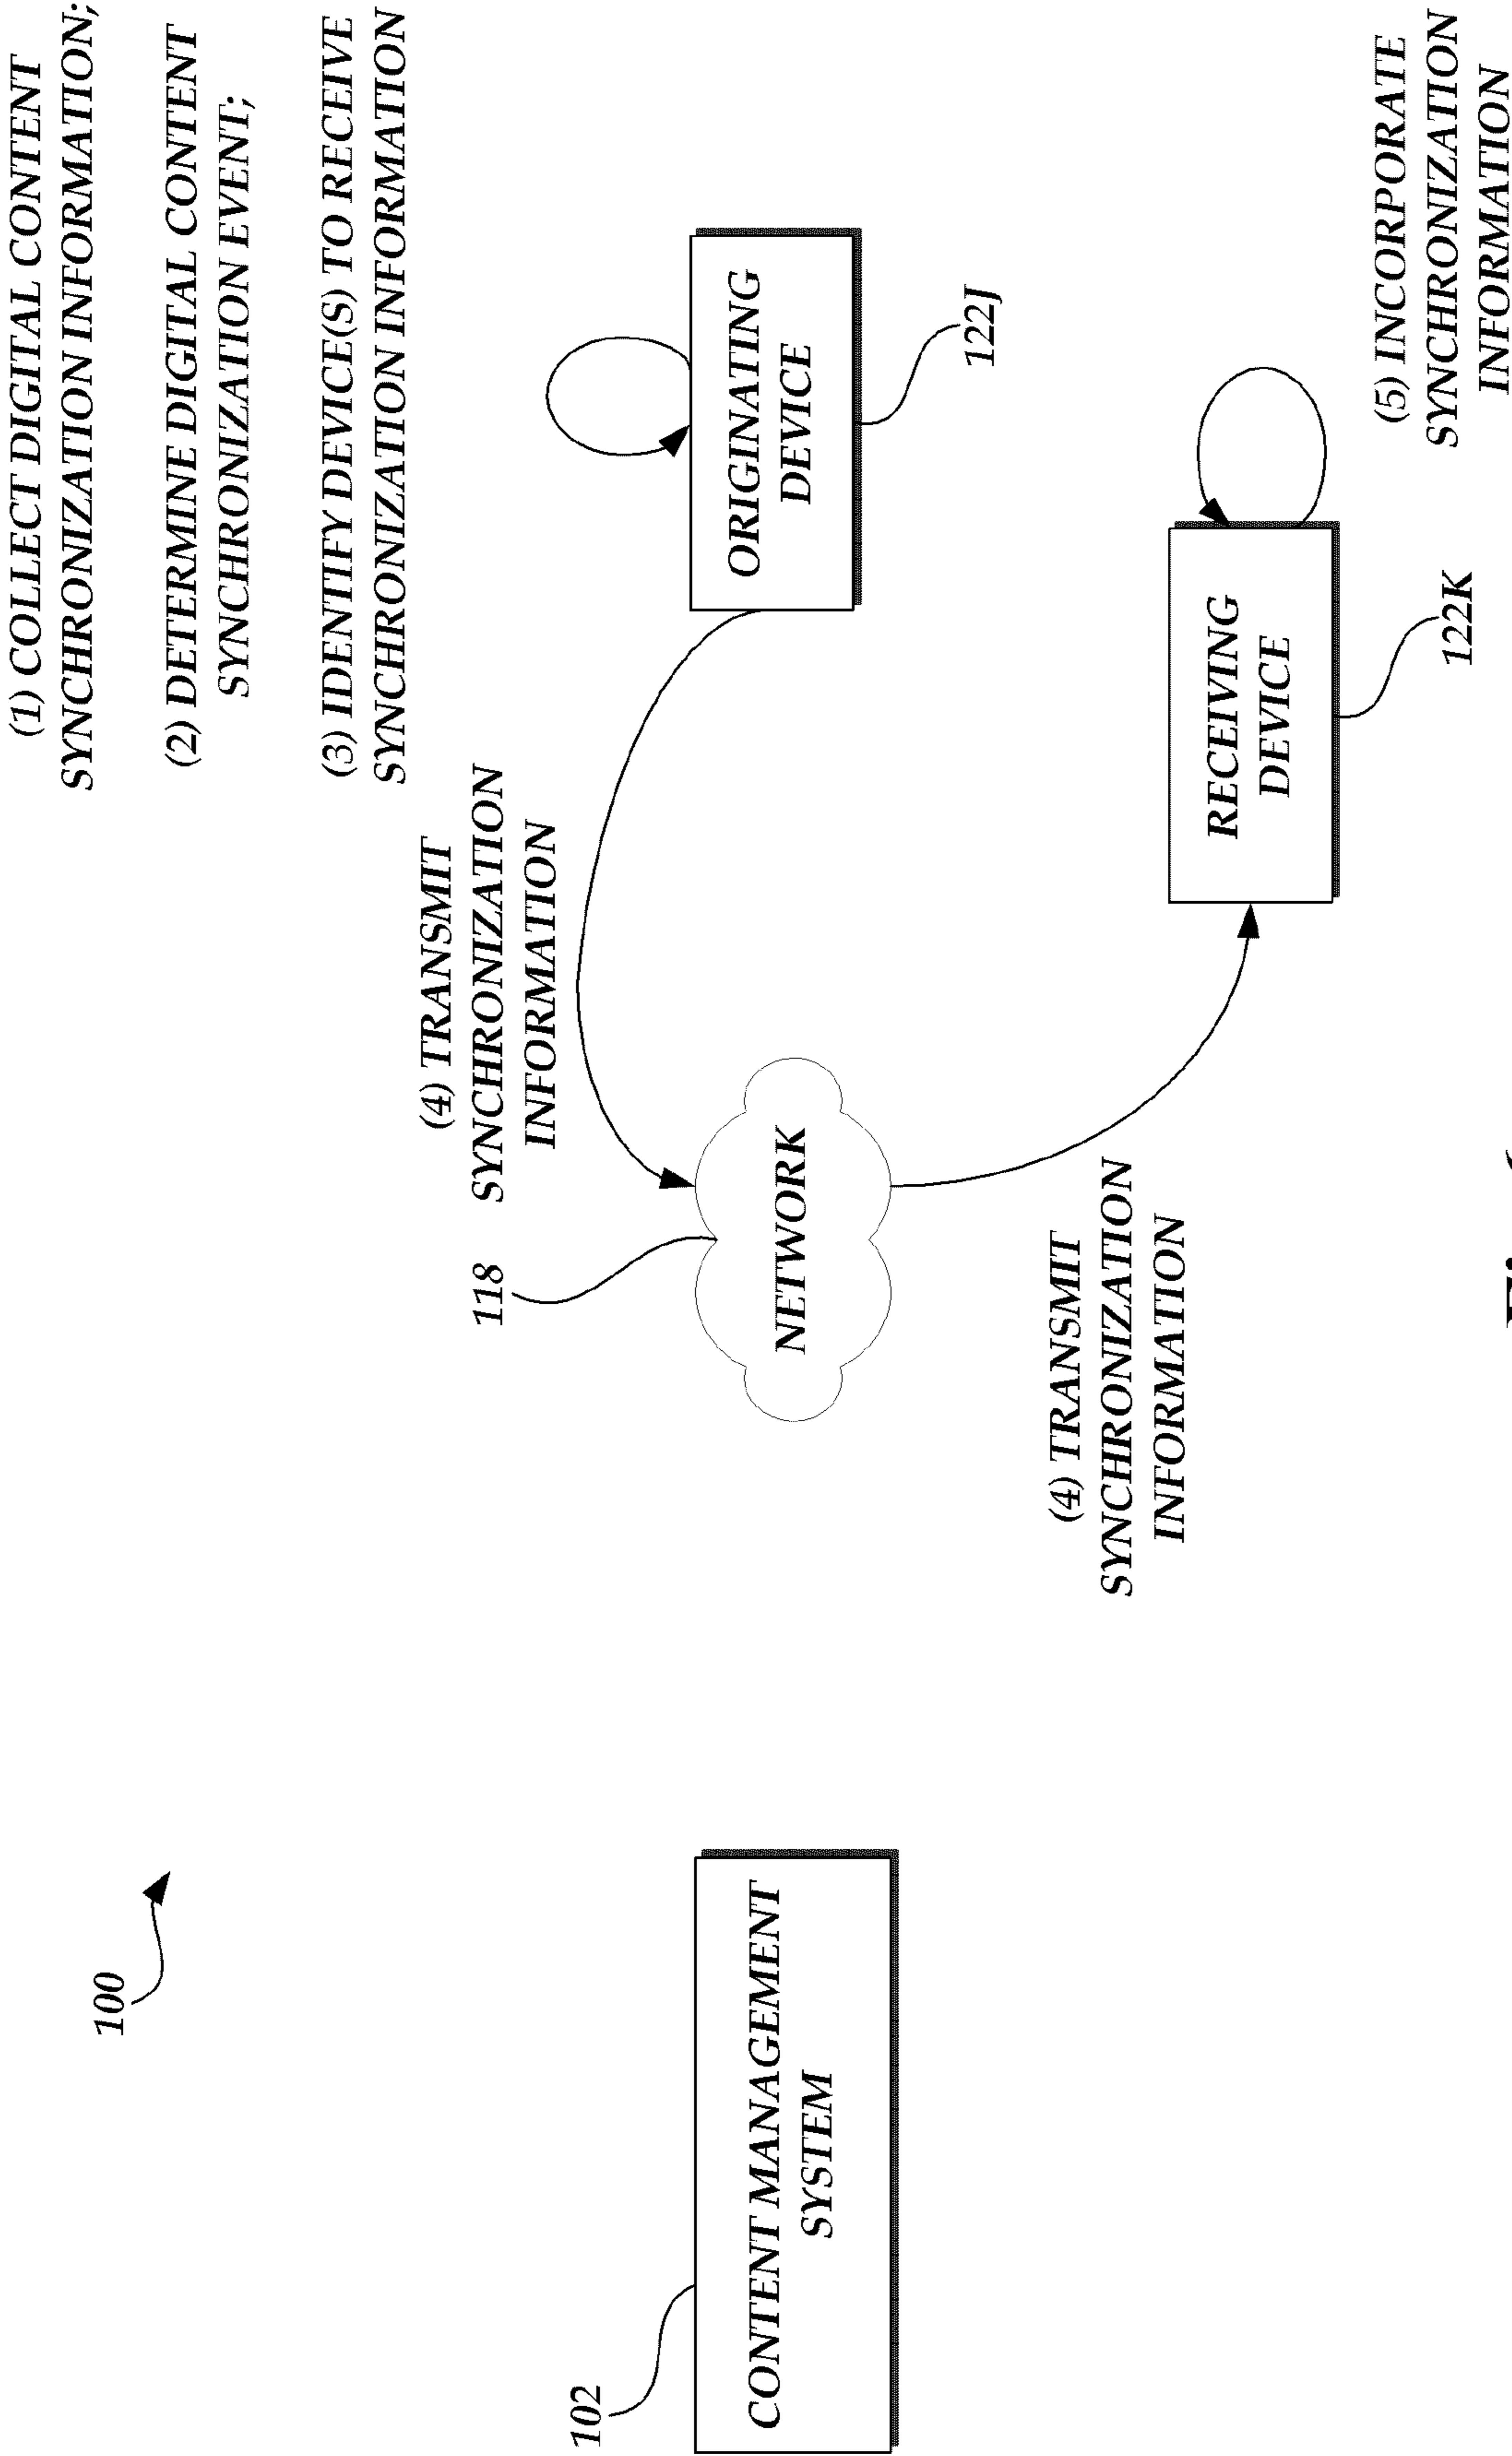 100
(1) COLLECT DIGITAL CONTENT
SYNCHRONIZATION INFORMATION;
(2) DETERMINE DIGITAL CONTENT
SYNCHRONIZATION EVENT;
(3) IDENTIFY DEVICE(S) TO RECEIVE
SYNCHRONIZATION INFORMATION
(4) TRANSMIT
SYNCHRONIZATION
INFORMATION
118
102
CONTENT MANAGEMENT
SYSTEM
NETWORK
ORIGINATING
DEVICE
122J
(4) TRANSMIT
SYNCHRONIZATION
INFORMATION
RECEIVING
DEVICE
122K
(5) INCORPORATE
SYNCHRONIZATION
INFORMATION